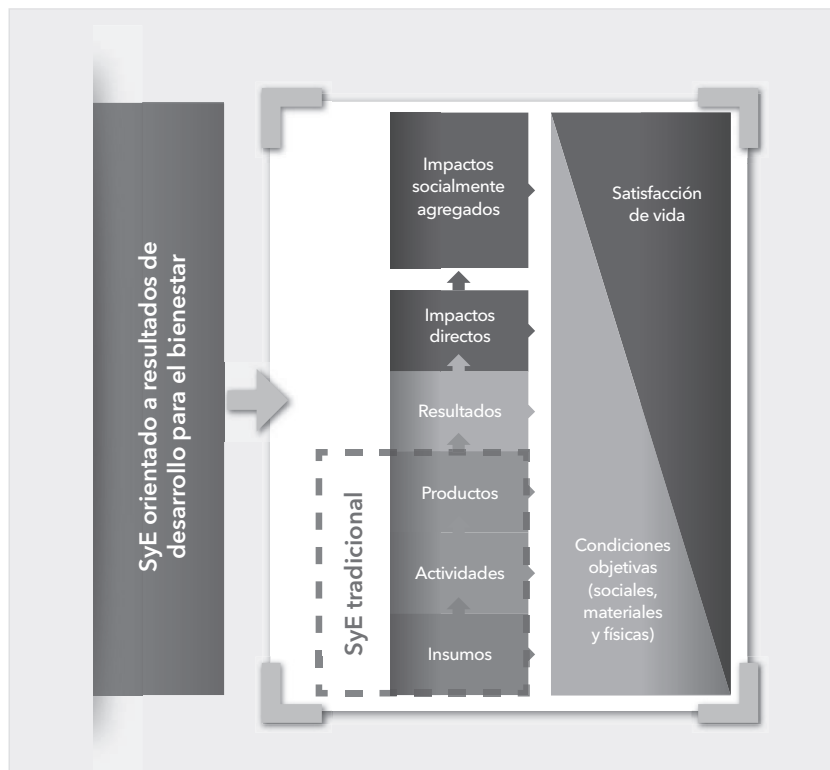 SyE orientado a resultados de
desarrollo para el bienestar
Impactos
socialmente
agregados
Impactos
directos
Resultados
SyE tradicional
Productos
Actividades
Insumos
Satisfacción
de vida
Condiciones
objetivas
(sociales,
materiales
y físicas)